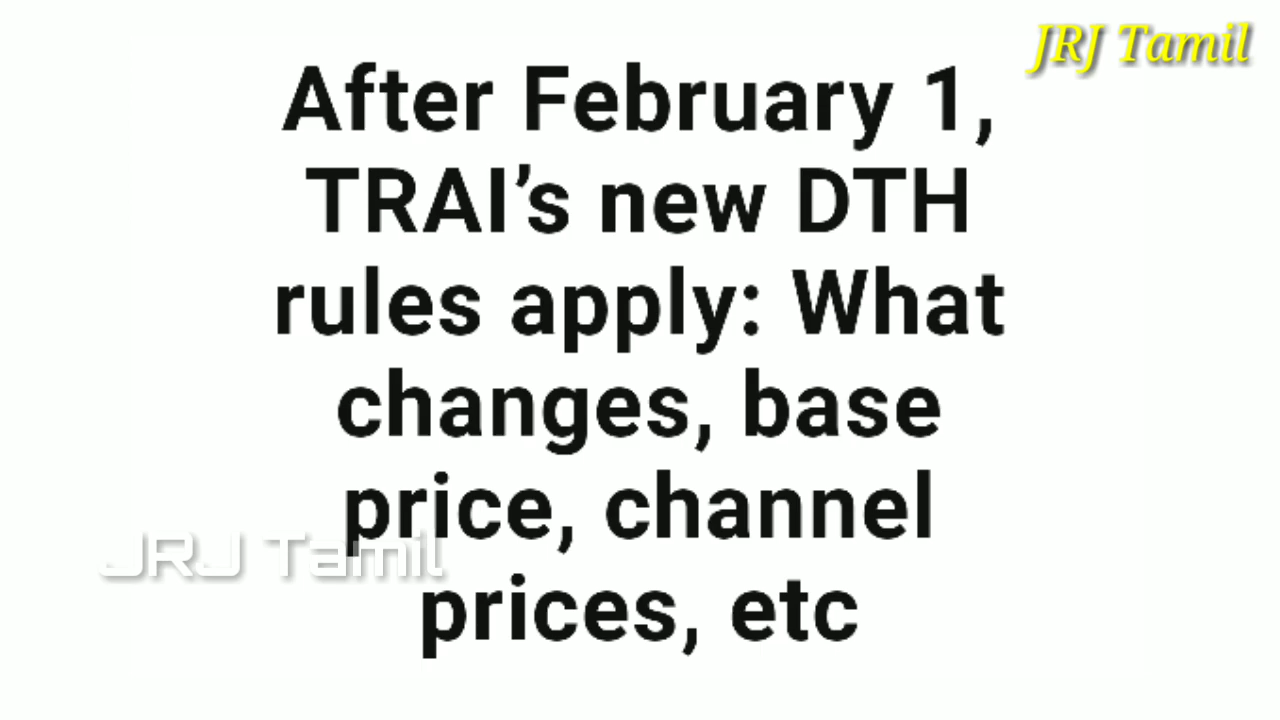 JRJ Tamil
After February 1,
TRAI’s new DTH
rules apply: What
changes, base
price, channel
JRJ Tamil
prices, etc